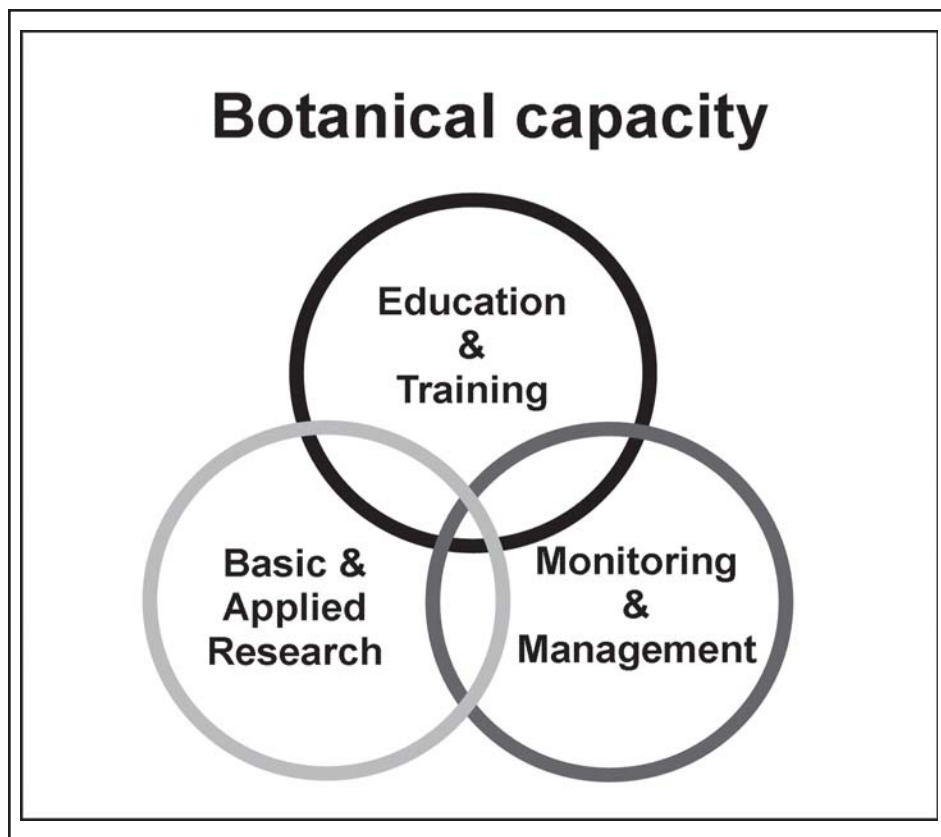 Botanical capacity
Education
&
Training
Basic &
Applied
Research
Monitoring
&
Management